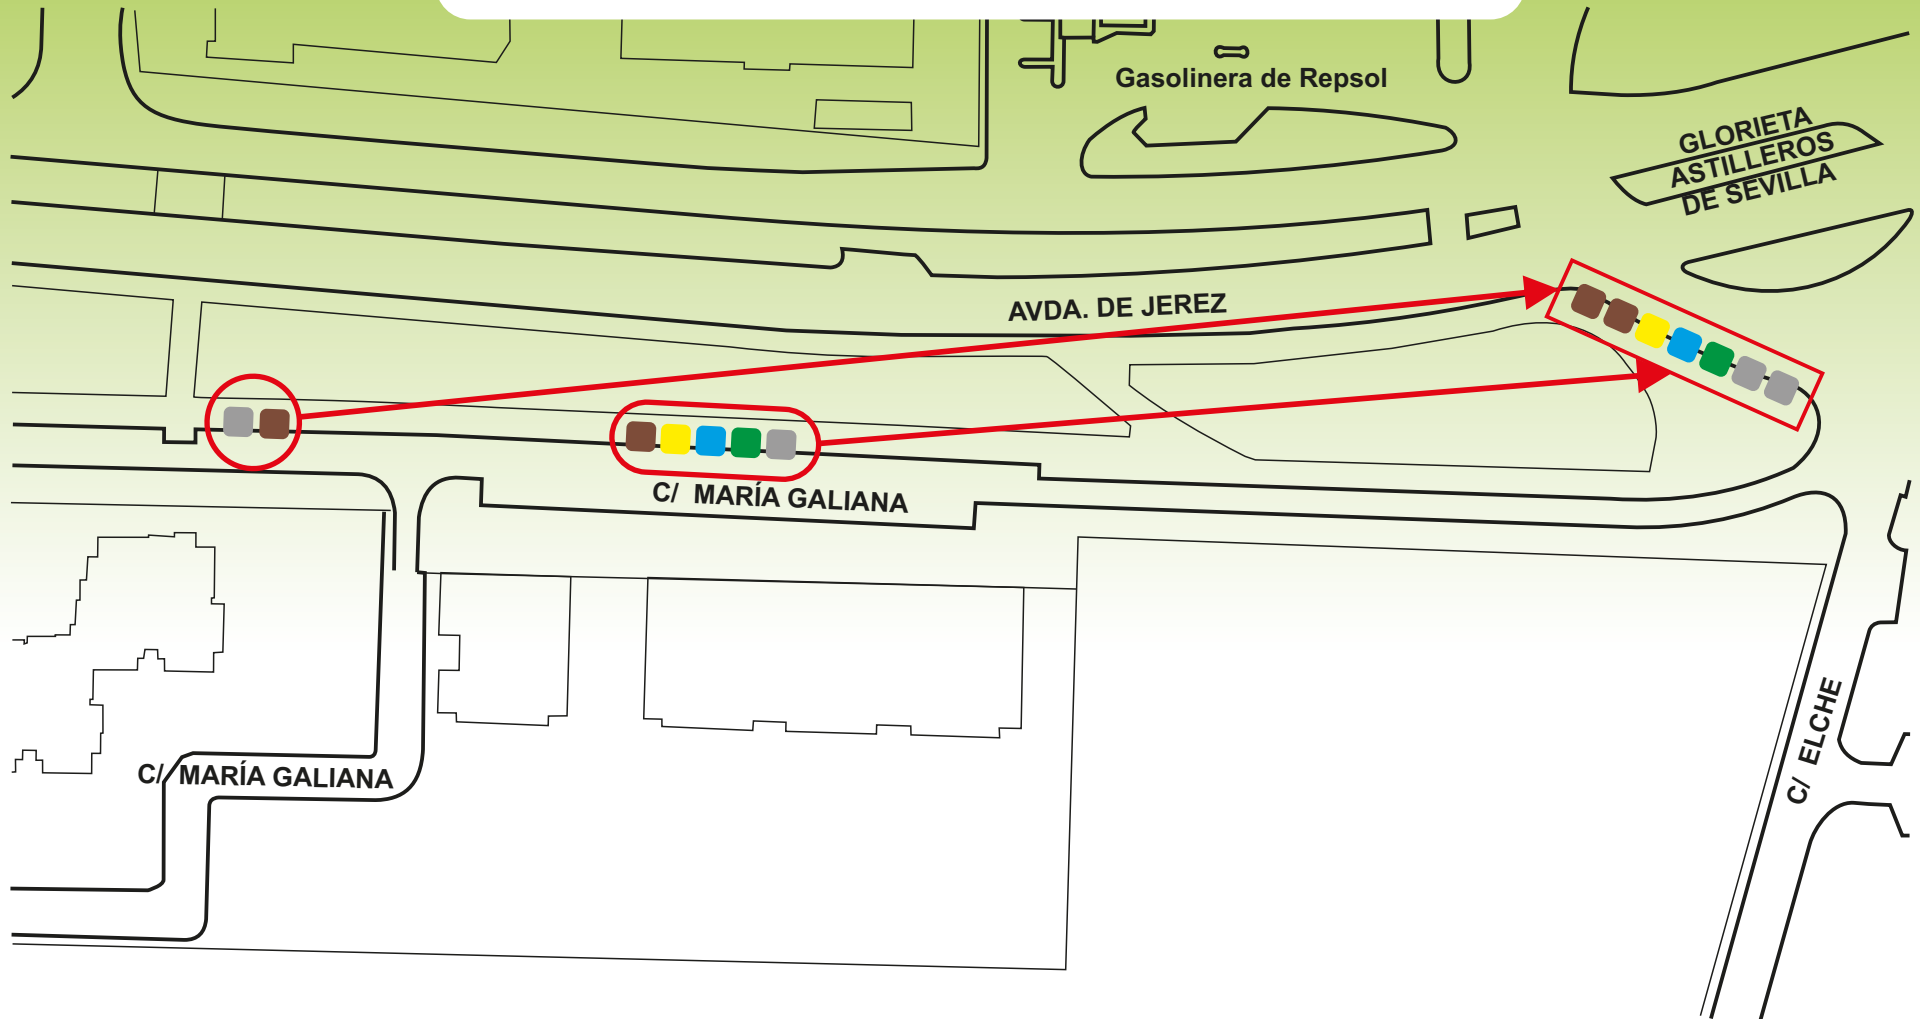 Gasolinera de Repsol
GLORIETA
ASTILLEROS
DE SEVILLA
AVDA. DE JEREZ
C/ MARÍA GALIANA
C/ MARÍA GALIANA
C/ ELCHE